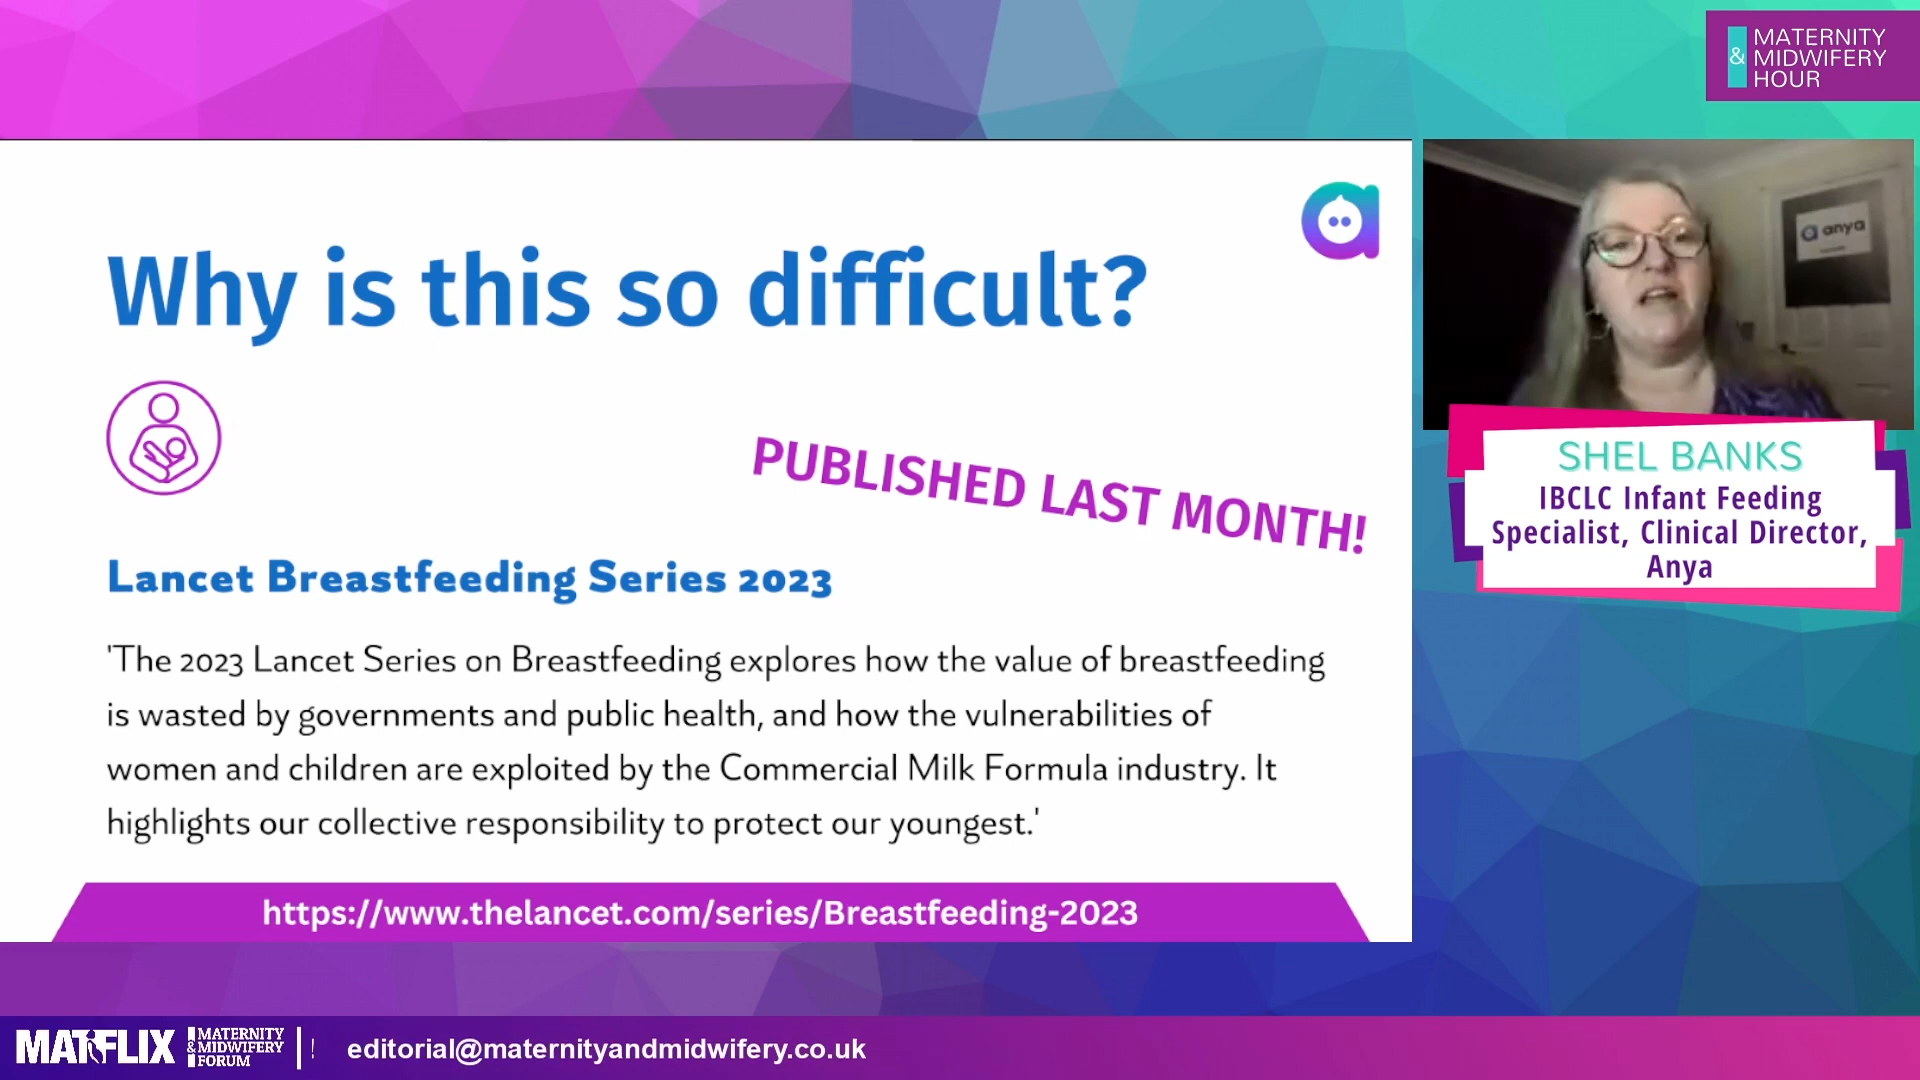 MATERNITY
& MIDWIFERY
HOUR
Why is this so difficult?
PUBLISHED LAST MONTH!
Lancet Breastfeeding Series 2023
'The 2023 Lancet Series on Breastfeeding explores how the value of breastfeeding
is wasted by governments and public health, and how the vulnerabilities of
women and children are exploited by the Commercial Milk Formula industry. It
highlights our collective responsibility to protect our youngest.'
https://www.thelancet.com/series/Breastfeeding-2023
anya
SHEL BANKS
IBCLC Infant Feeding
Specialist, Clinical Director,
Anya
MATFLIX
MATERNITY
& MIDWIFERY
FORUM
editorial@maternityandmidwifery.co.uk